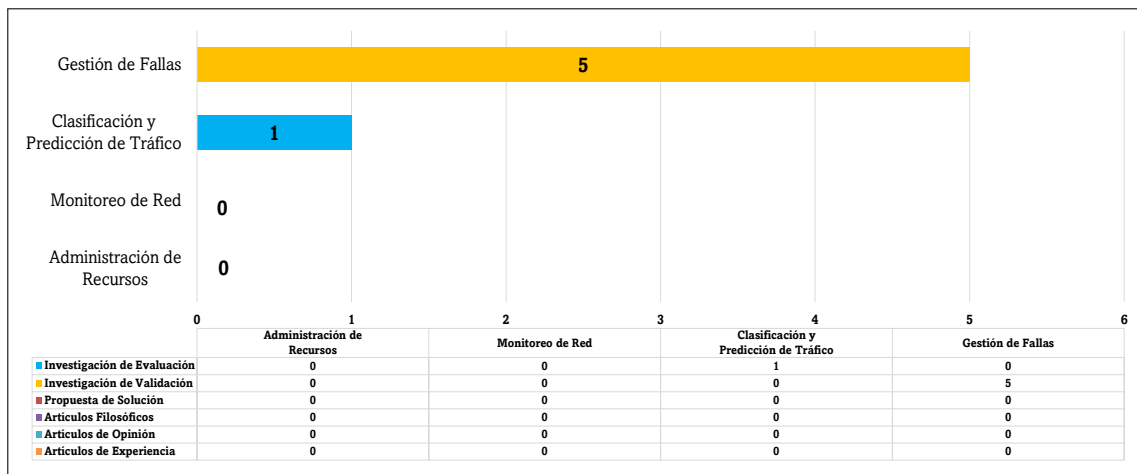 Gestión de Fallas
5
Clasificación y
Predicción de Tráfico
1
Monitoreo de Red
0
Administración de
Recursos
0
0 1 2 3 4 5 6
Administración de
Recursos
Monitoreo de Red
Clasificación y
Predicción de Tráfico
Gestión de Fallas
Investigación de Evaluación 0 0 1 0
Investigación de Validación 0 0 0 5
Propuesta de Solución 0 0 0 0
Artículos Filosóficos 0 0 0 0
Artículos de Opinión 0 0 0 0
Artículos de Experiencia 0 0 0 0